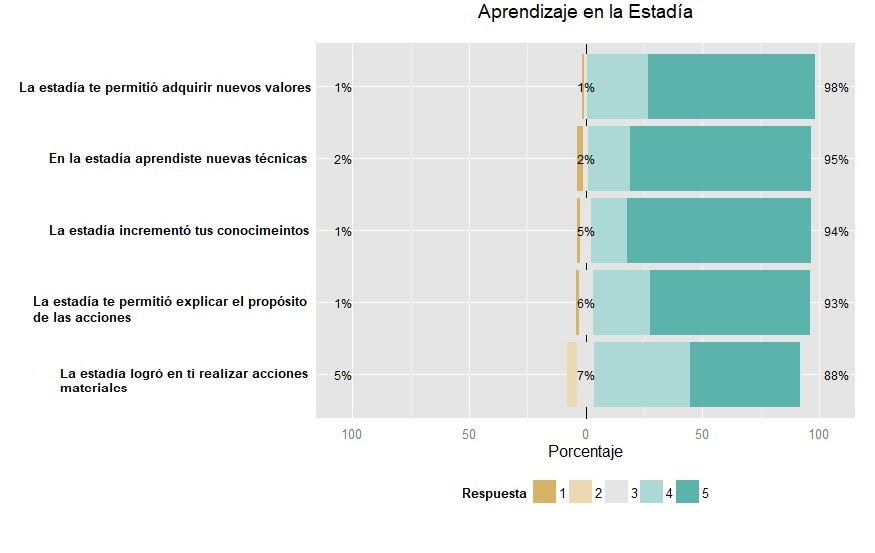 Aprendizaje en la Estadía
La estadía te permitió adquirir nuevos valores 1% 1% 98%
En la estadía aprendiste nuevas técnicas 2% 2% 95%
La estadía incrementó tus conocimeintos 1% 5% 94%
La estadía te permitió explicar el propósito
de las acciones 1% 6% 93%
La estadía logró en ti realizar acciones
materiales 5% 7% 88%
100 50 0 50 100
Porcentaje
Respuesta 1 2 3 4 5